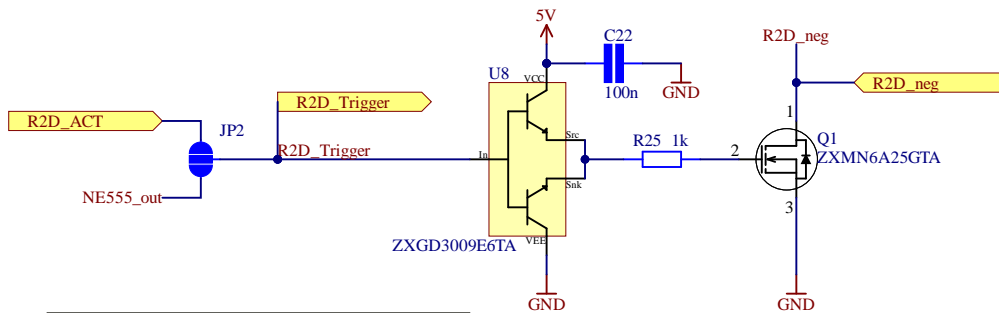 5V
R2D_neg
C22
U8
VCC
100n
GND
R2D_neg
R2D_Trigger
R2D_ACT
JP2
1
Q1
Src
R25 1k
R2D_Trigger
In
2
ZXMN6A25GTA
Snk
NE555_out
3
ZXGD3009E6TA
VEE
GND
GND